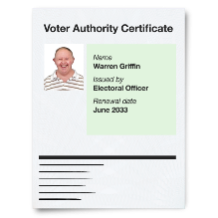 Voter Authority Certificate
Name
Warren Griffin
Issued by
Electoral Officer
Renewal date
June 2033